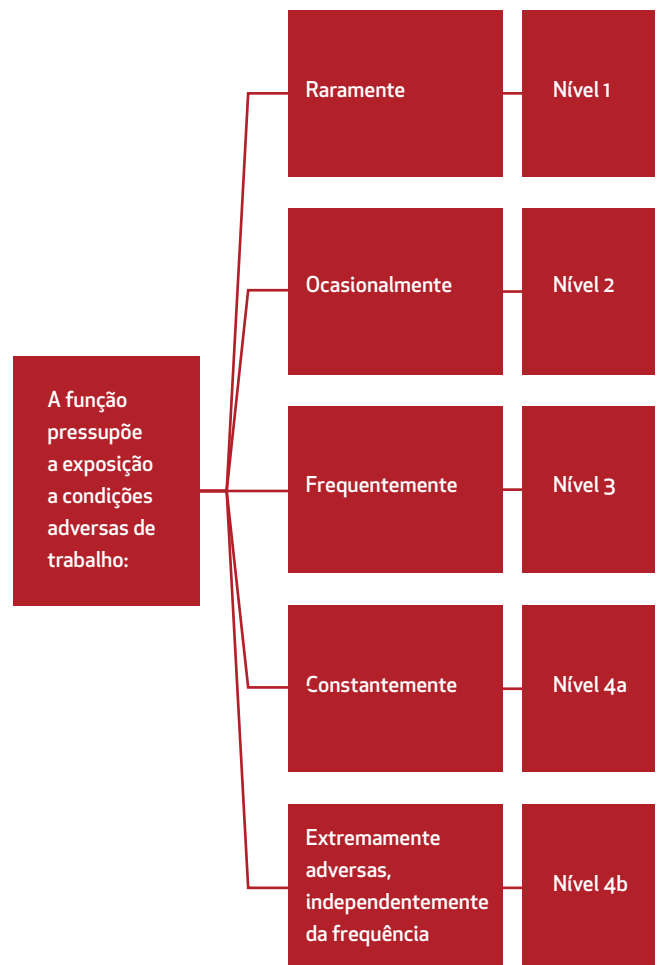 A função
pressupõe
a exposição
a condições
adversas de
trabalho:
Raramente
Nível 1
Ocasionalmente
Nível 2
Frequentemente
Nível 3
Constantemente
Nível 4a
Extremamente
adversas,
independentemente
da frequência
Nível 4b